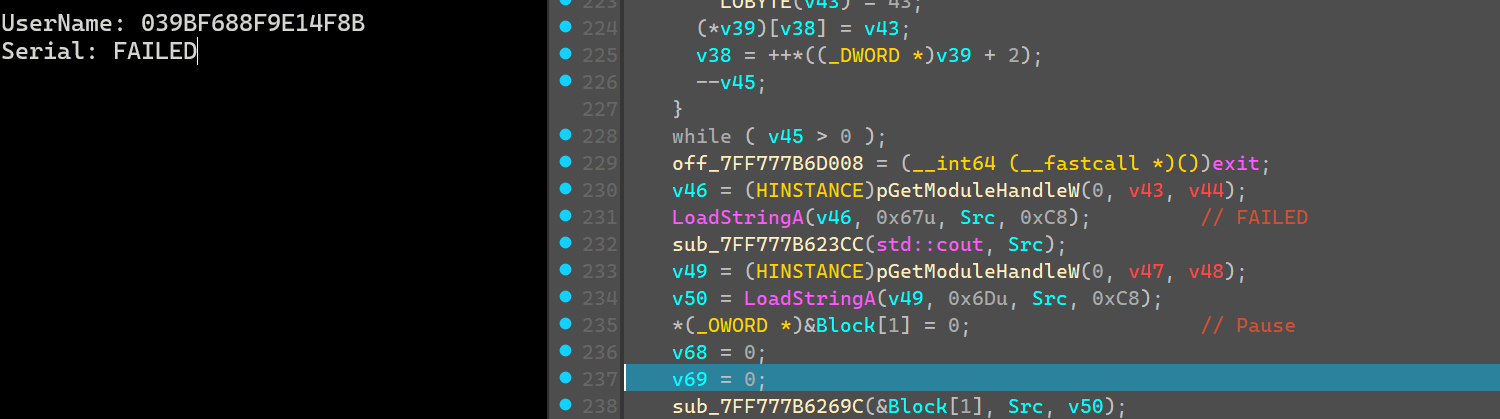 UserName: 039BF688F9E14F8B
Serial: FAILED
223 LOBYTE(v43) = 43;
224 (*v39)[v38] = v43;
225 v38 = ++*((_DWORD *)v39 + 2);
226 --v45;
227 }
228 while ( v45 > 0 );
229 off_7FF777B6D008 = (__int64 (__fastcall *)())exit;
230 v46 = (HINSTANCE)pGetModuleHandleW(0, v43, v44);
231 LoadStringA(v46, 0x67u, Src, 0xC8); // FAILED
232 sub_7FF777B623CC(std::cout, Src);
233 v49 = (HINSTANCE)pGetModuleHandleW(0, v47, v48);
234 v50 = LoadStringA(v49, 0x6Du, Src, 0xC8);
235 *(_OWORD *)&Block[1] = 0; // Pause
236 v68 = 0;
237 v69 = 0;
238 sub_7FF777B6269C(&Block[1], Src, v50);